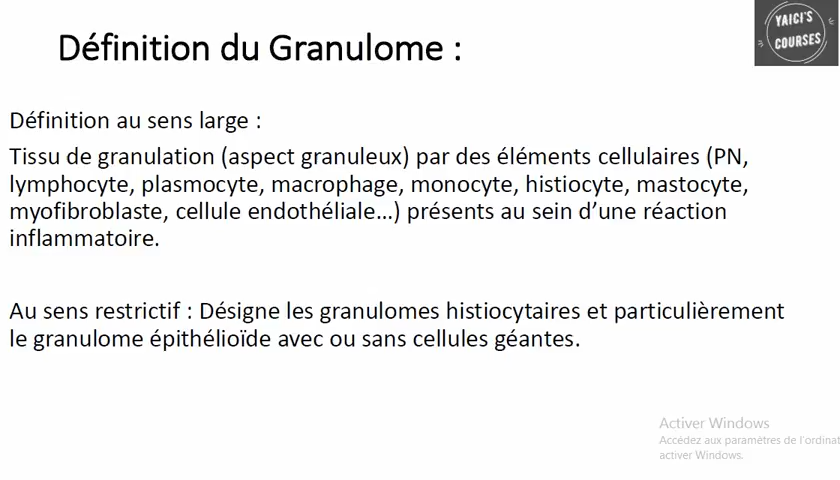 YAICI'S
COURSES
Définition du Granulome :
Définition au sens large :
Tissu de granulation (aspect granuleux) par des éléments cellulaires (PN,
lymphocyte, plasmocyte, macrophage, monocyte, histiocyte, mastocyte,
myofibroblaste, cellule endothéliale...) présents au sein d'une réaction
inflammatoire.
Au sens restrictif : Désigne les granulomes histiocytaires et particulièrement
le granulome épithélioïde avec ou sans cellules géantes.
Activer Windows
Accédez aux paramètres de l'ordinat
activer Windows.